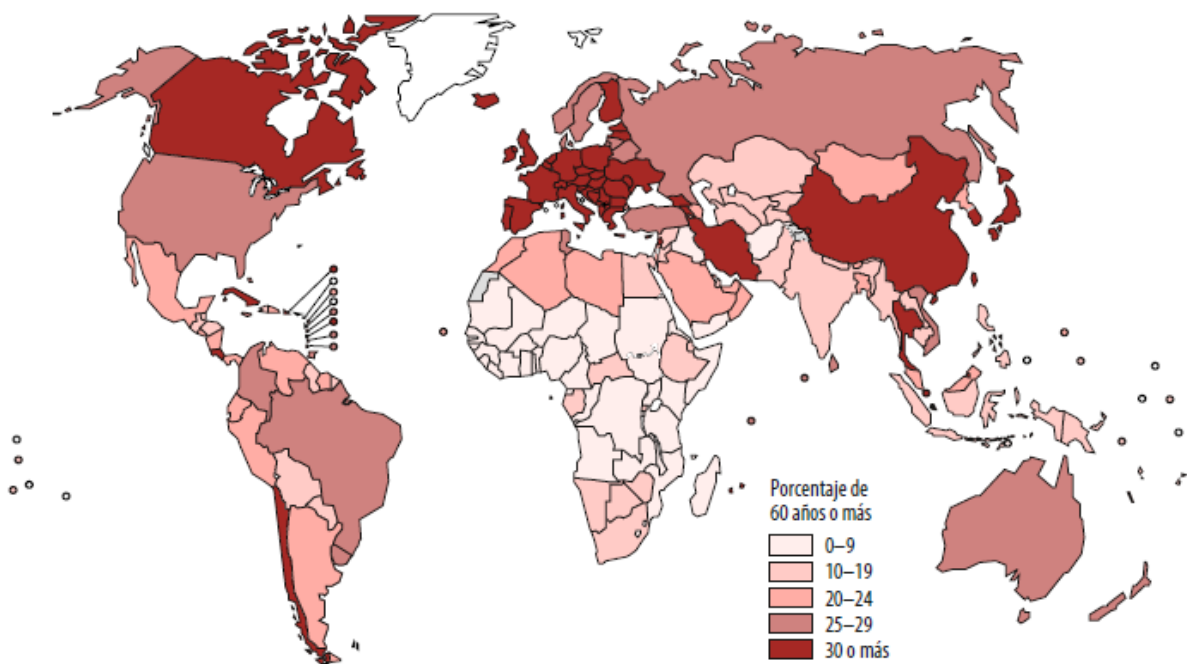 Porcentaje de
60 años o más
0–9
10–19
20–24
25–29
30 o más